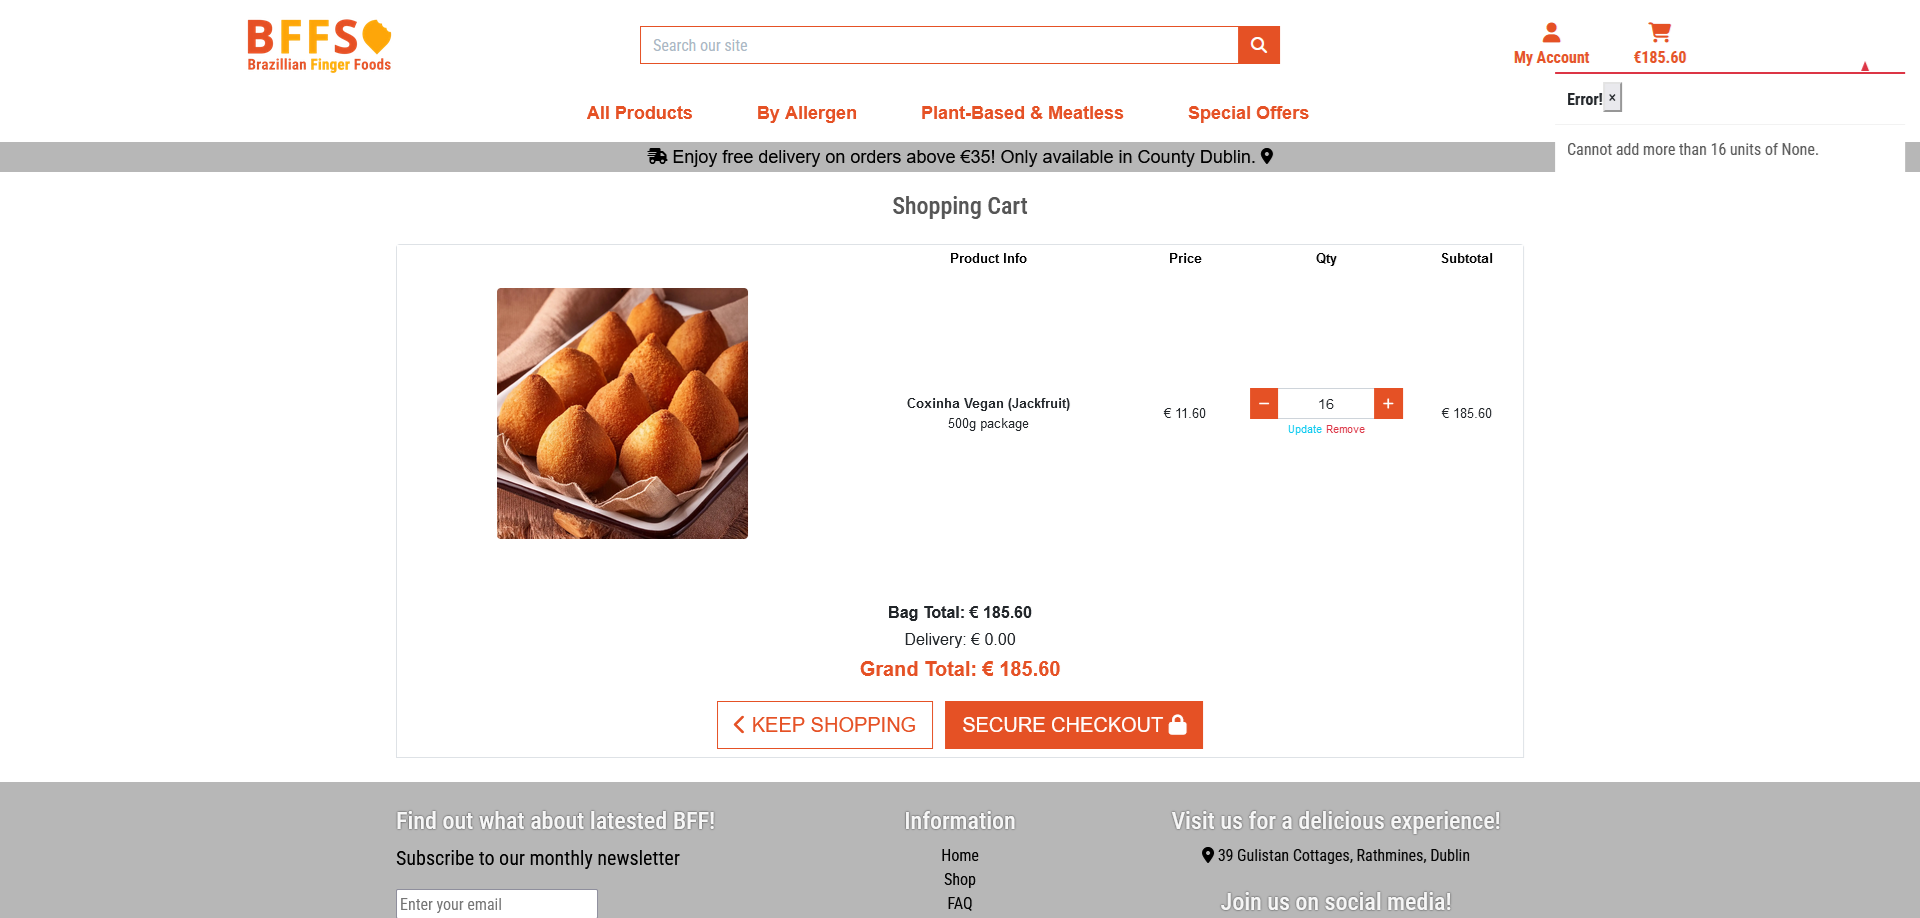 BFFS
Brazillian Finger Foods
Search our site
My Account
€185.60
All Products
By Allergen
Plant-Based & Meatless
Special Offers
Error! ×
Cannot add more than 16 units of None.
Enjoy free delivery on orders above €35! Only available in County Dublin.
Shopping Cart
Product Info
Price
Qty
Subtotal
Coxinha Vegan (Jackfruit)
500g package
€ 11.60
− 16 +
Update Remove
€ 185.60
Bag Total: € 185.60
Delivery: € 0.00
Grand Total: € 185.60
KEEP SHOPPING
SECURE CHECKOUT
Find out what about latested BFF!
Subscribe to our monthly newsletter
Enter your email
Information
Home
Shop
FAQ
Visit us for a delicious experience!
39 Gulistan Cottages, Rathmines, Dublin
Join us on social media!